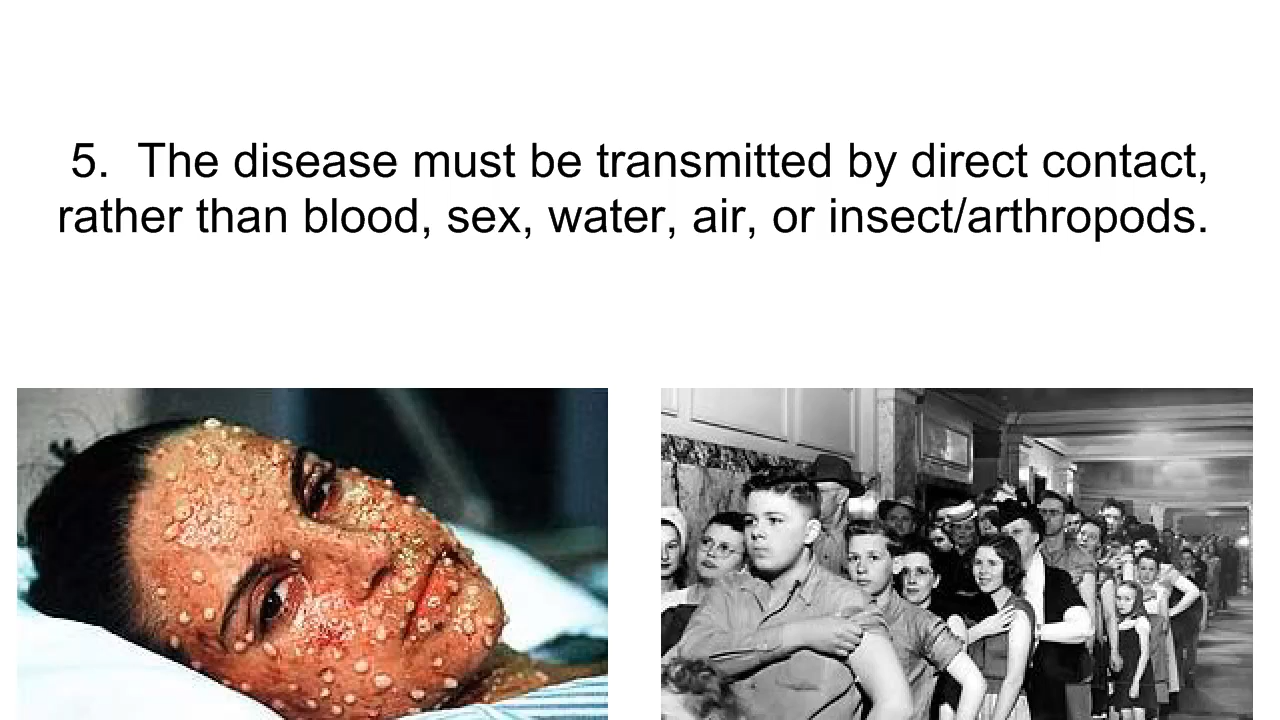 5.  The disease must be transmitted by direct contact,
rather than blood, sex, water, air, or insect/arthropods.